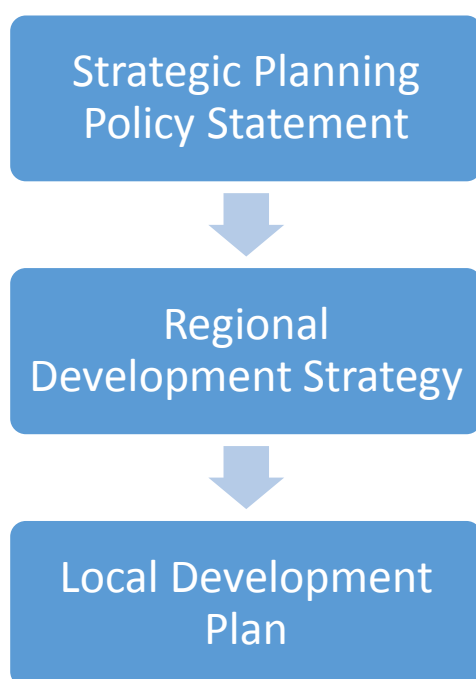 Strategic Planning
Policy Statement
Regional
Development Strategy
Local Development
Plan